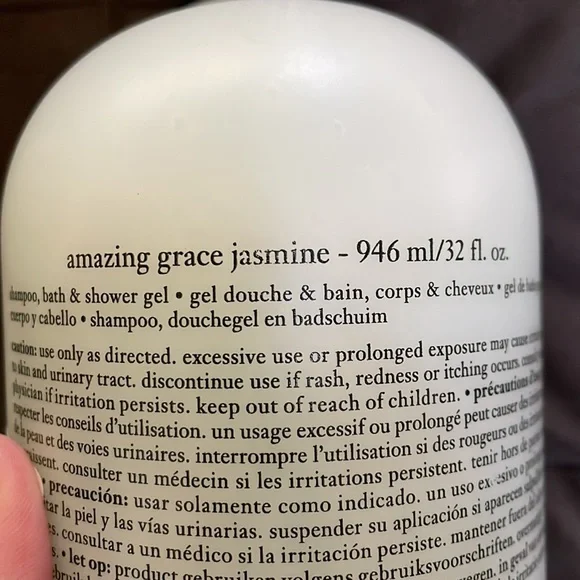 amazing grace jasmine - 946 ml/32 fl. oz.
shampoo, bath & shower gel • gel douche & bain, corps & cheveux • gel de
cuerpo y cabello • shampoo, douchegel en badschuim
caution: use only as directed. excessive use or prolonged exposure may cause
to skin and urinary tract. discontinue use if rash, redness or itching occurs.
physician if irritation persists. keep out of reach of children. • précautions
respecter les conseils d'utilisation. un usage excessif ou prolongé peut causer des
de la peau et des voies urinaires. interrompre l'utilisation si des rougeurs ou des
consulter un médecin si les irritations persistent. tenir hors de
• precaución: usar solamente como indicado. un uso excesivo o
la piel y las vías urinarias. suspender su aplicación si aparecen
consultar a un médico si la irritación persiste. mantener fuera
• let op: product gebruiken volgens gebruiksvoorschriften.